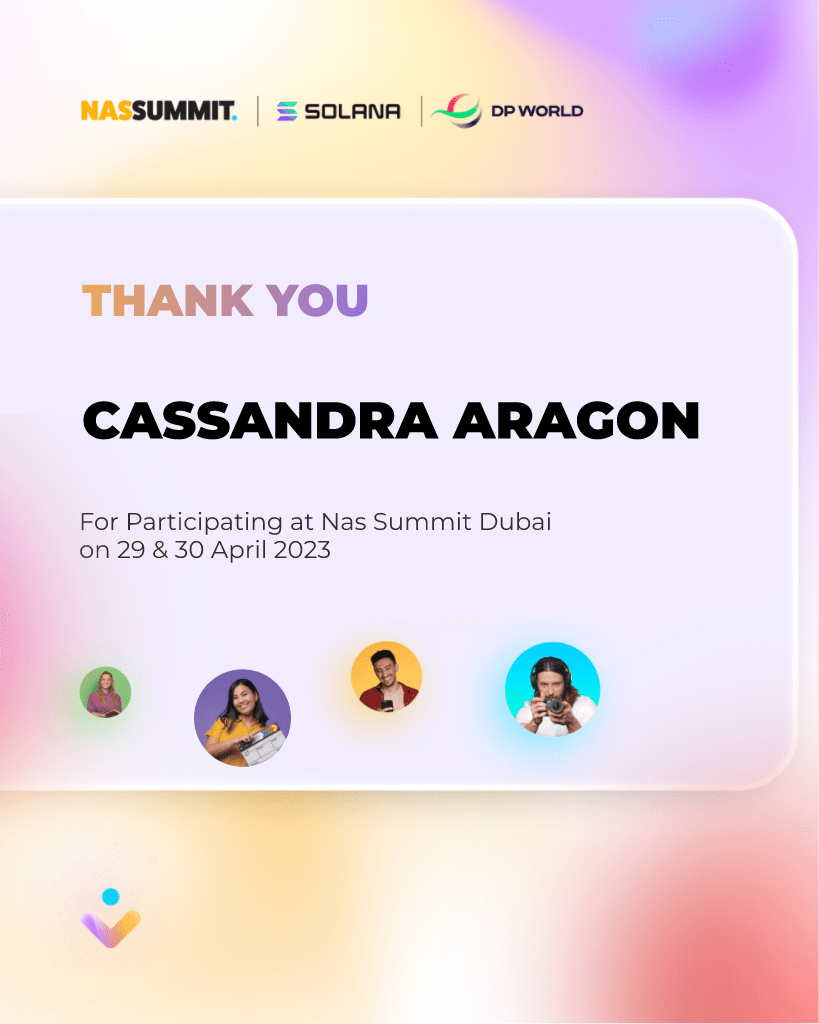 NASSUMMIT.
SOLANA
DP WORLD
THANK YOU
CASSANDRA ARAGON
For Participating at Nas Summit Dubai
on 29 & 30 April 2023